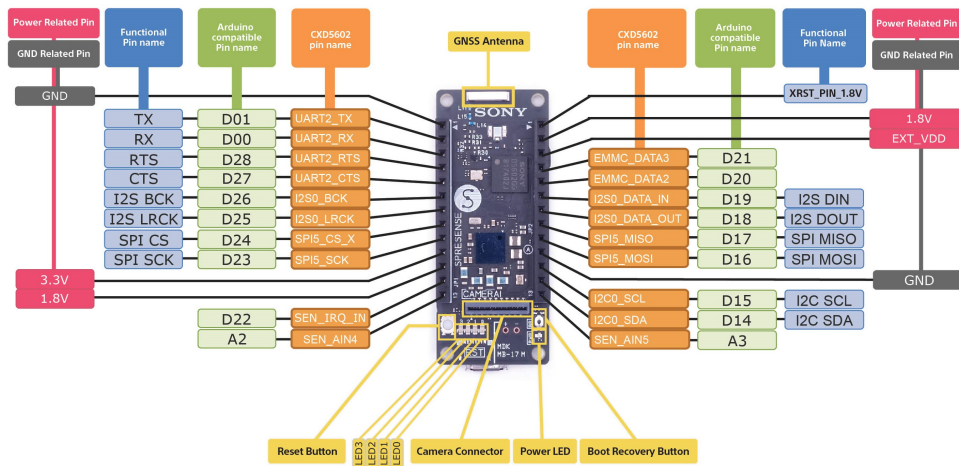 Power Related Pin
GND Related Pin
Functional
Pin name
Arduino
compatible
Pin name
CXD5602
pin name
GNSS Antenna
CXD5602
pin name
Arduino
compatible
Pin name
Functional
Pin Name
Power Related Pin
GND Related Pin
GND
TX D01 UART2_TX
RX D00 UART2_RX
RTS D28 UART2_RTS
CTS D27 UART2_CTS
I2S BCK D26 I2S0_BCK
I2S LRCK D25 I2S0_LRCK
SPI CS D24 SPI5_CS_X
SPI SCK D23 SPI5_SCK
3.3V
1.8V
D22 SEN_IRQ_IN
A2 SEN_AIN4
SONY
SPRESENSE
CAMERA
RST
MDK
MB-17 M
XRST_PIN_1.8V
1.8V
EXT_VDD
EMMC_DATA3 D21
EMMC_DATA2 D20
I2S0_DATA_IN D19 I2S DIN
I2S0_DATA_OUT D18 I2S DOUT
SPI5_MISO D17 SPI MISO
SPI5_MOSI D16 SPI MOSI
GND
I2C0_SCL D15 I2C SCL
I2C0_SDA D14 I2C SDA
SEN_AIN5 A3
Reset Button
LED3
LED2
LED1
LED0
Camera Connector
Power LED
Boot Recovery Button